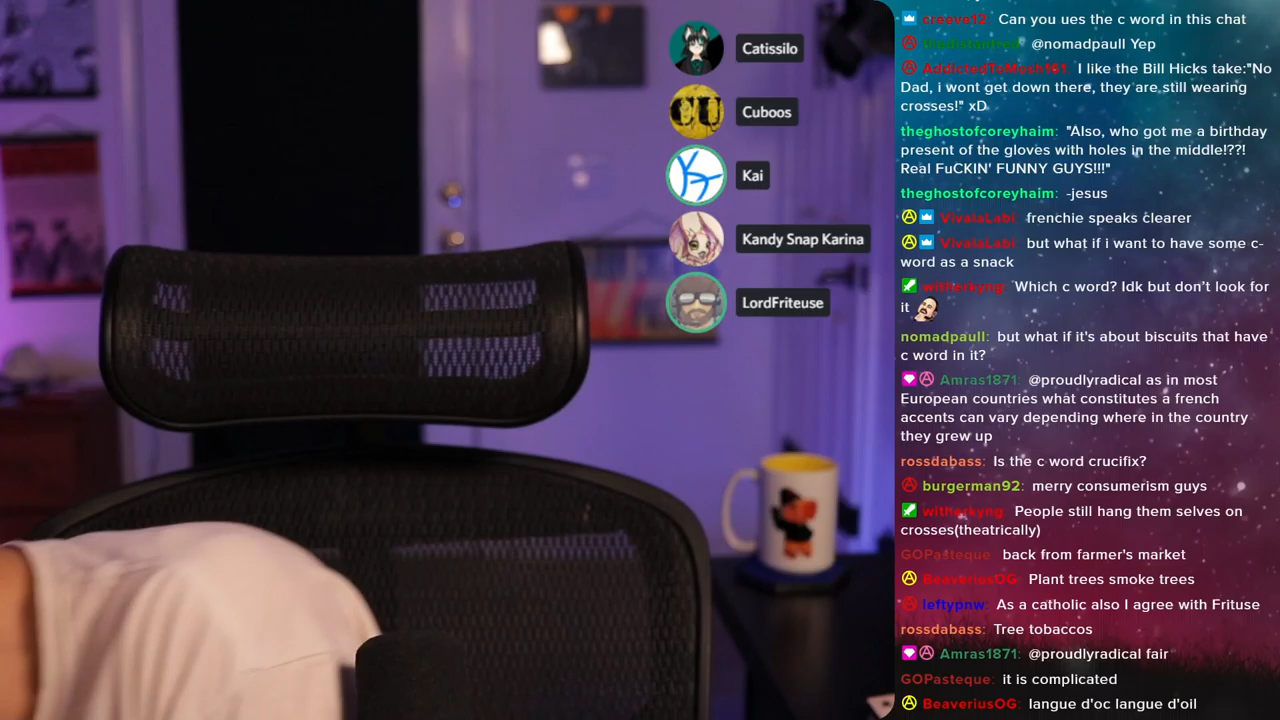 Catissilo
Cuboos
Kai
Kandy Snap Karina
LordFriteuse
creeve12: Can you ues the c word in this chat
@nomadpaull Yep
AddictedToMosh161: I like the Bill Hicks take:"No
Dad, i wont get down there, they are still wearing
crosses!" xD
theghostofcoreyhaim: "Also, who got me a birthday
present of the gloves with holes in the middle!??!
Real FuCKIN' FUNNY GUYS!!!"
theghostofcoreyhaim: -jesus
VivalaLabi: frenchie speaks clearer
VivalaLabi: but what if i want to have some c-
word as a snack
witherkyng: Which c word? Idk but don't look for
it
nomadpaull: but what if it's about biscuits that have
c word in it?
Amras1871: @proudlyradical as in most
European countries what constitutes a french
accents can vary depending where in the country
they grew up
rossdabass: Is the c word crucifix?
burgerman92: merry consumerism guys
witherkyng: People still hang them selves on
crosses(theatrically)
GOPasteque: back from farmer's market
BeaveriusOG: Plant trees smoke trees
leftypnw: As a catholic also I agree with Frituse
rossdabass: Tree tobaccos
Amras1871: @proudlyradical fair
GOPasteque: it is complicated
BeaveriusOG: langue d'oc langue d'oil